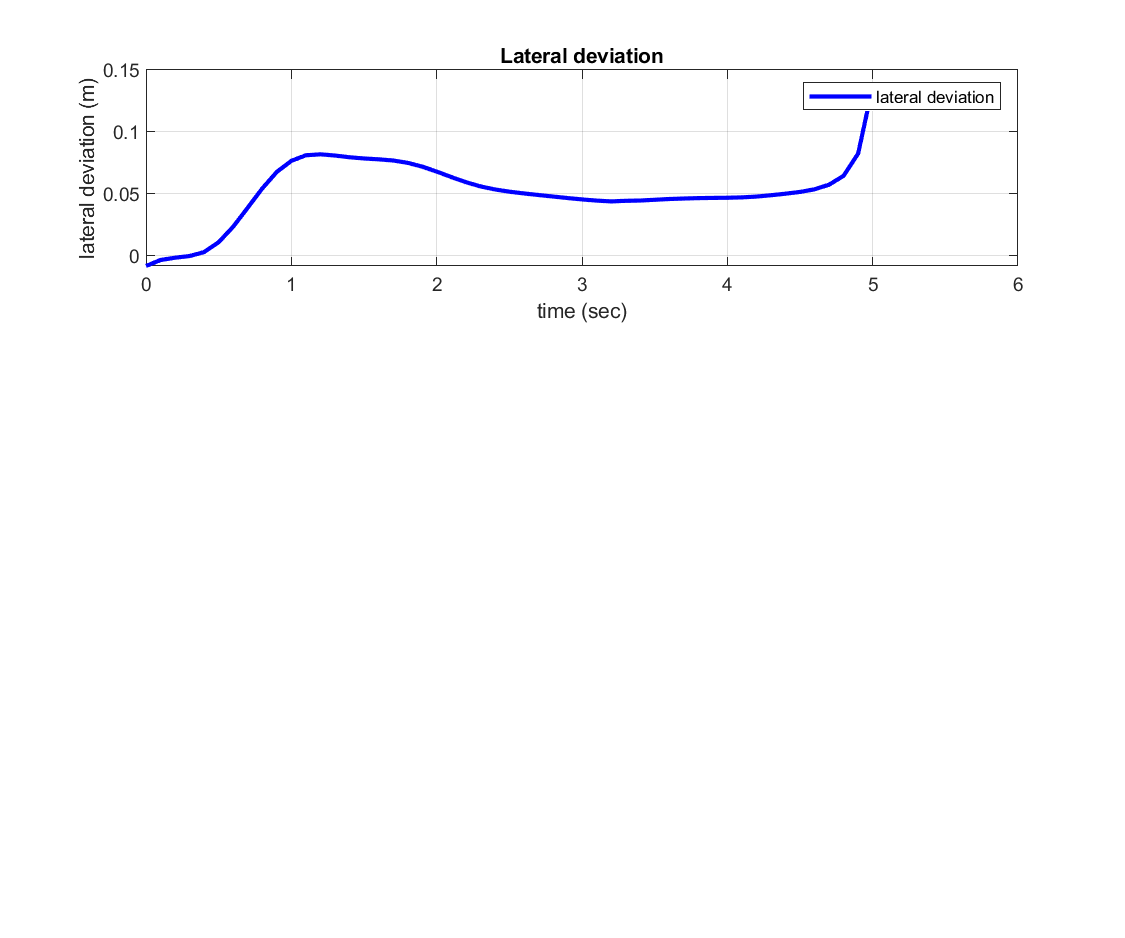 Lateral deviation
lateral deviation (m)
0.15
0.1
0.05
0
lateral deviation
0 1 2 3 4 5 6
time (sec)